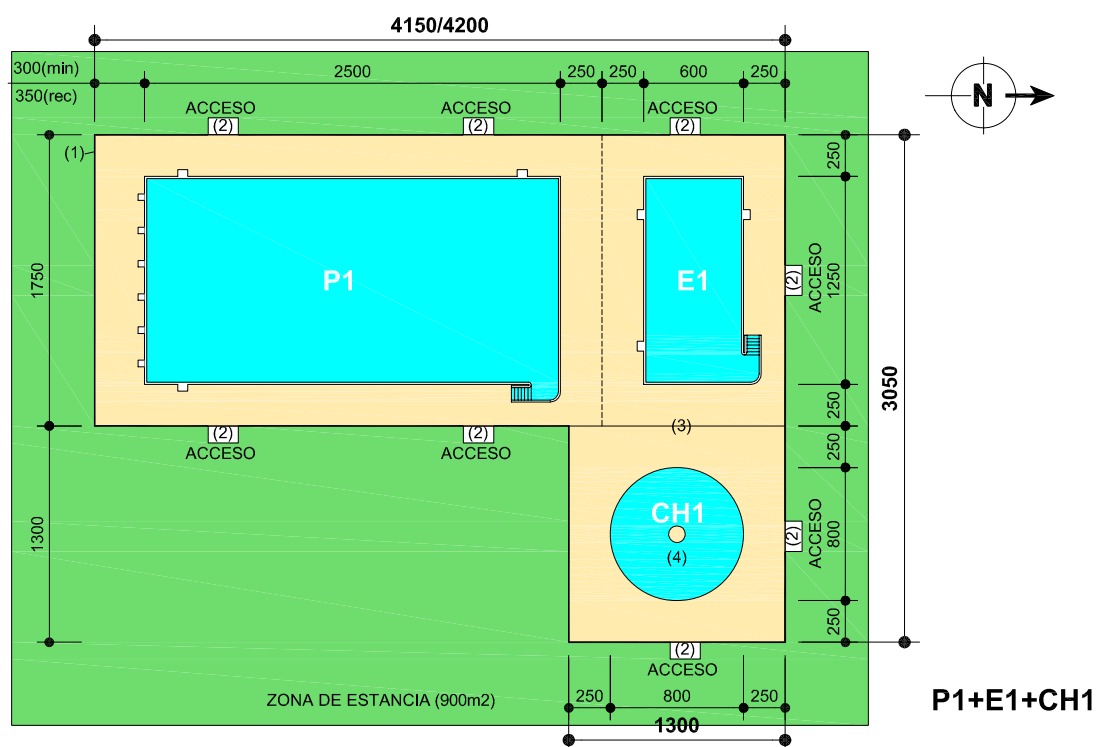 4150/4200
300(min)
350(rec)
2500
250
250
600
250
N
ACCESO
(2)
ACCESO
(2)
ACCESO
(2)
(1)
250
1750
P1
E1
(2)
ACCESO
1250
3050
250
(2)
ACCESO
(2)
ACCESO
(3)
250
1300
CH1
(4)
(2)
ACCESO
800
250
(2)
ACCESO
ZONA DE ESTANCIA (900m2)
250
800
250
1300
P1+E1+CH1